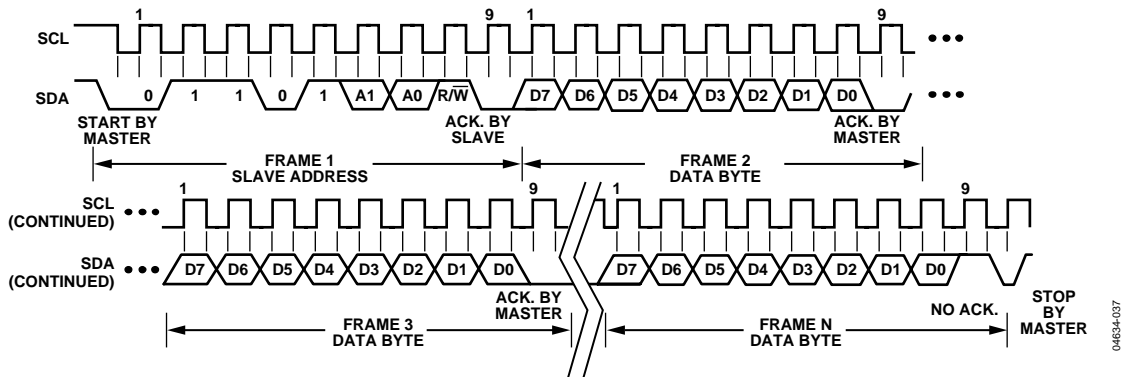 1 9 1 9
SCL
SDA 0 1 1 0 1 A1 A0 R/W̅ D7 D6 D5 D4 D3 D2 D1 D0
START BY MASTER
ACK. BY SLAVE
ACK. BY MASTER
FRAME 1
SLAVE ADDRESS
FRAME 2
DATA BYTE
1 9 1 9
SCL
(CONTINUED)
SDA
(CONTINUED)
D7 D6 D5 D4 D3 D2 D1 D0 D7 D6 D5 D4 D3 D2 D1 D0
ACK. BY
MASTER
NO ACK.
STOP
BY
MASTER
FRAME 3
DATA BYTE
FRAME N
DATA BYTE
04634-037